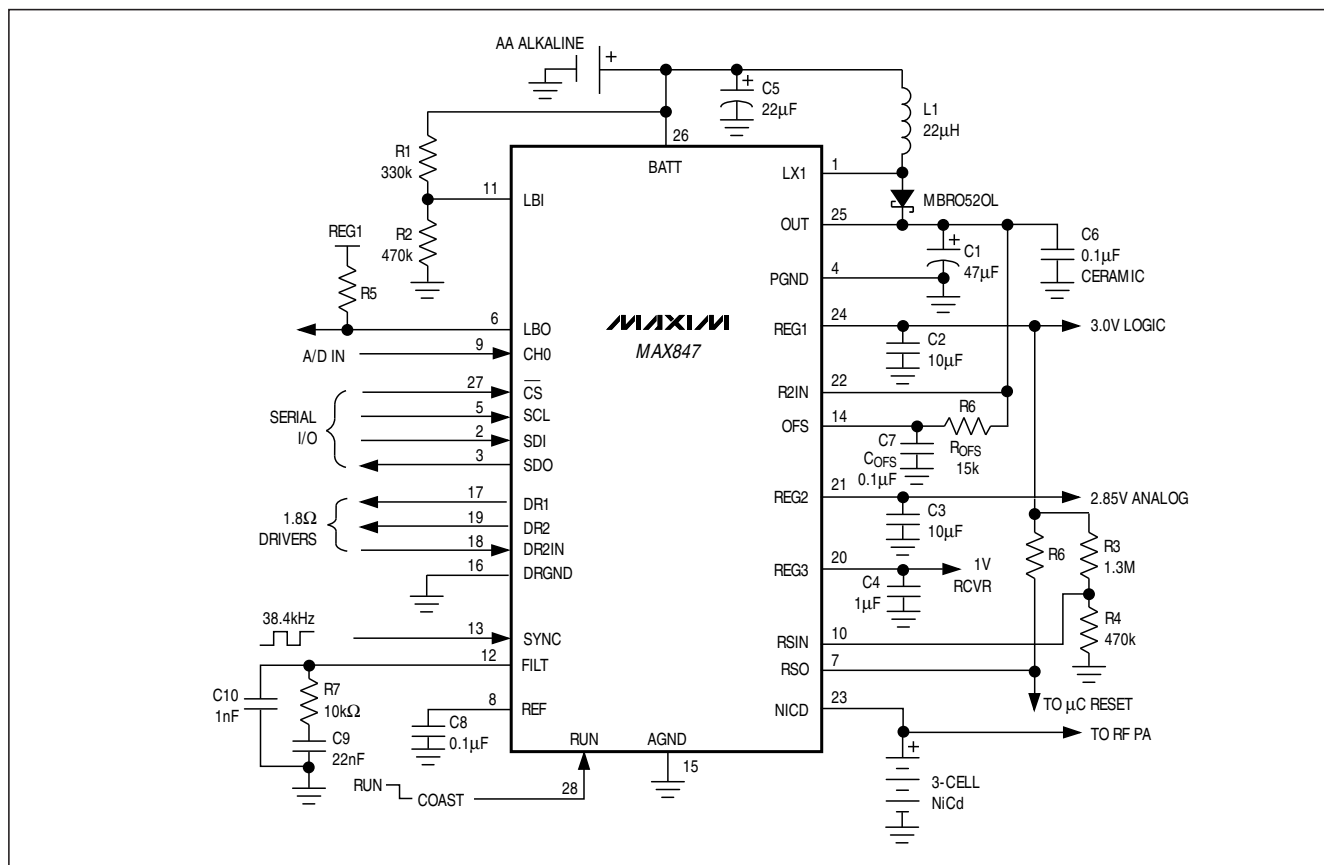 AA ALKALINE
+
+
C5
22µF
L1
22µH
26
BATT
R1
330k
11
LBI
R2
470k
REG1
R5
6
LBO
A/D IN
9
CH0
27
CS
5
SCL
SERIAL
I/O
2
SDI
3
SDO
17
DR1
1.8Ω
DRIVERS
19
DR2
18
DR2IN
16
DRGND
38.4kHz
13
SYNC
12
FILT
C10
1nF
R7
10kΩ
C9
22nF
8
REF
C8
0.1µF
RUN
COAST
28
RUN
AGND
15
MAXIM
MAX847
LX1
1
MBRO52OL
OUT
25
+
C1
47µF
C6
0.1µF
CERAMIC
PGND
4
REG1
24
3.0V LOGIC
C2
10µF
R2IN
22
OFS
14
R6
ROFS
15k
C7
COFS
0.1µF
REG2
21
2.85V ANALOG
C3
10µF
REG3
20
1V
RCVR
C4
1µF
R6
R3
1.3M
R4
470k
RSIN
10
RSO
7
TO µC RESET
NICD
23
TO RF PA
+
3-CELL
NiCd